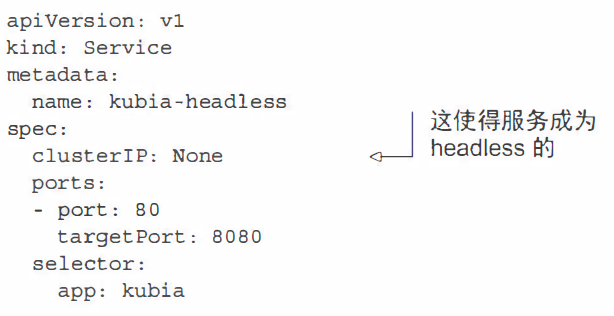 apiVersion: v1
kind: Service
metadata:
  name: kubia-headless
spec:
  clusterIP: None
  ports:
  - port: 80
    targetPort: 8080
  selector:
    app: kubia
这使得服务成为
headless 的